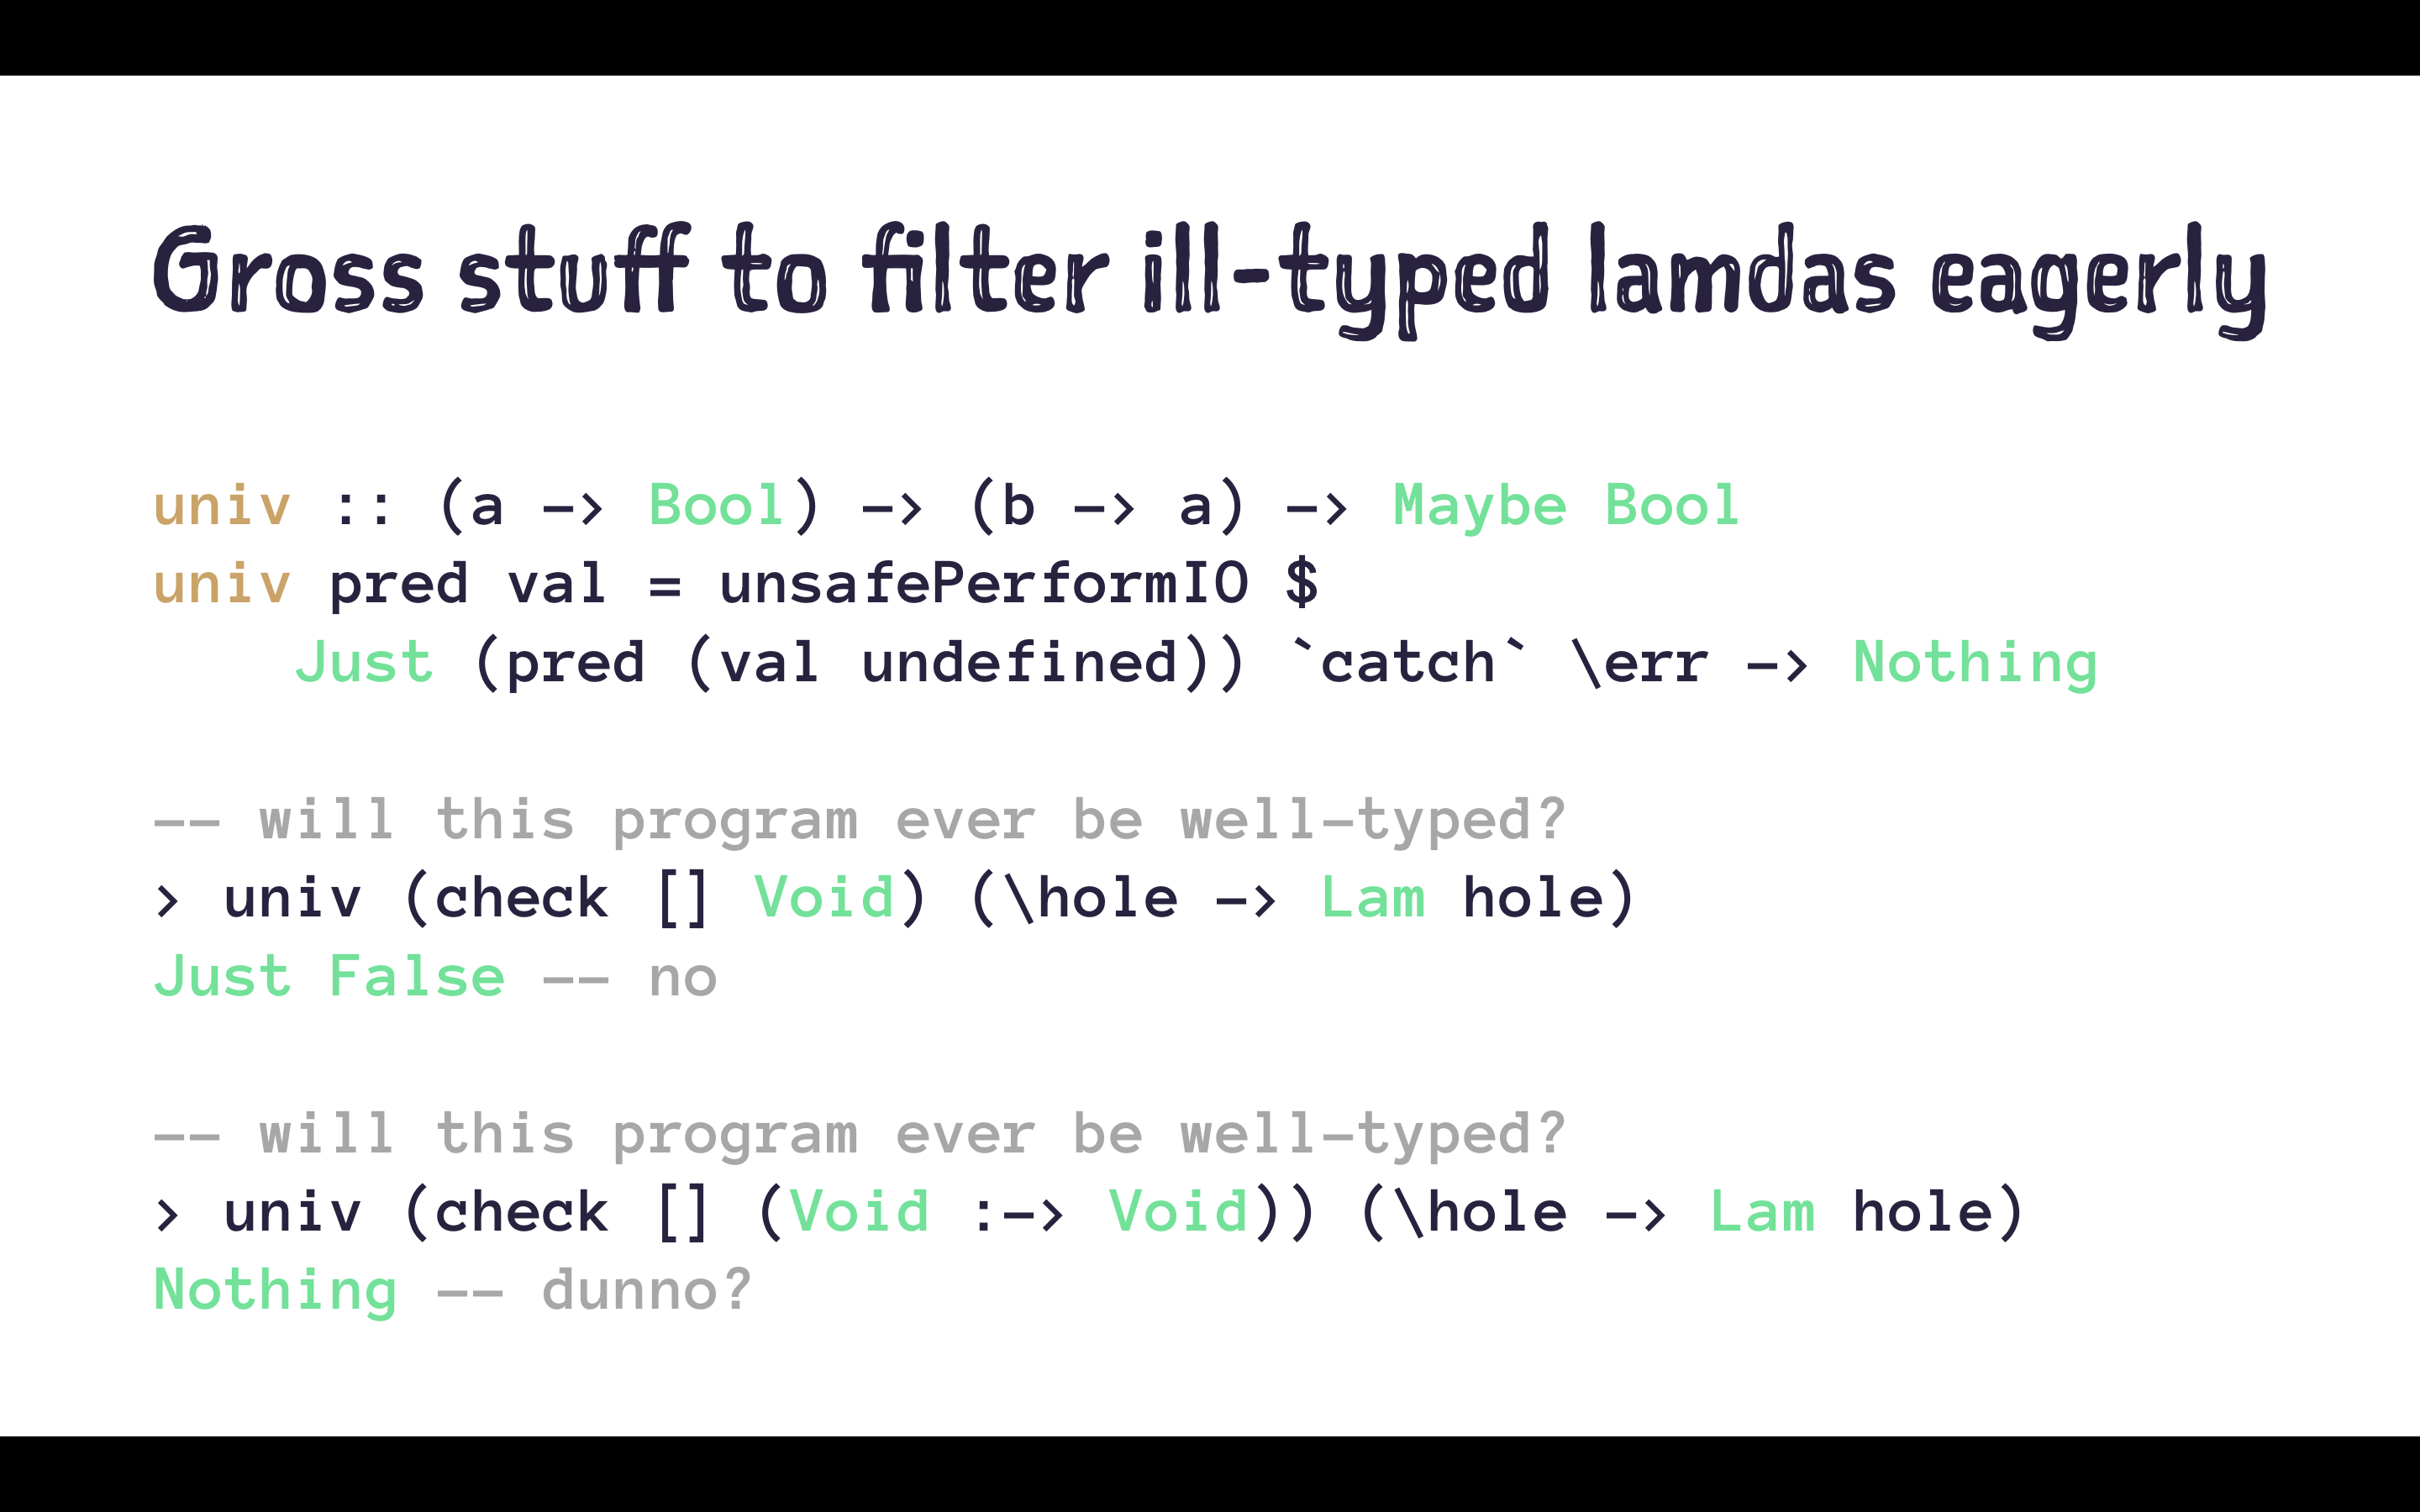 Gross stuff to filter ill-typed lamdas eagerly
univ :: (a -> Bool) -> (b -> a) -> Maybe Bool
univ pred val = unsafePerformIO $
    Just (pred (val undefined)) `catch` \err -> Nothing
-- will this program ever be well-typed?
> univ (check [] Void) (\hole -> Lam hole)
Just False -- no
-- will this program ever be well-typed?
> univ (check [] (Void :-> Void)) (\hole -> Lam hole)
Nothing -- dunno?